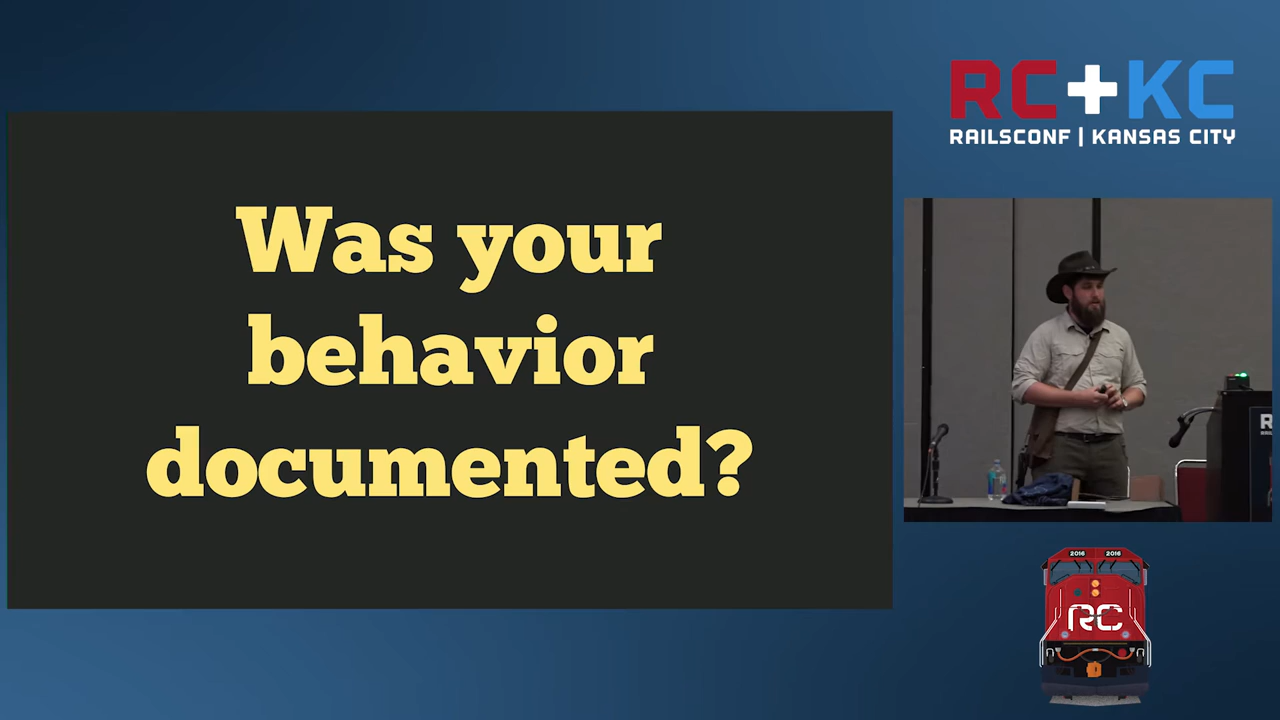 Was your
behavior
documented?
RC+KC
RAILSCONF | KANSAS CITY
2016 2016
RC